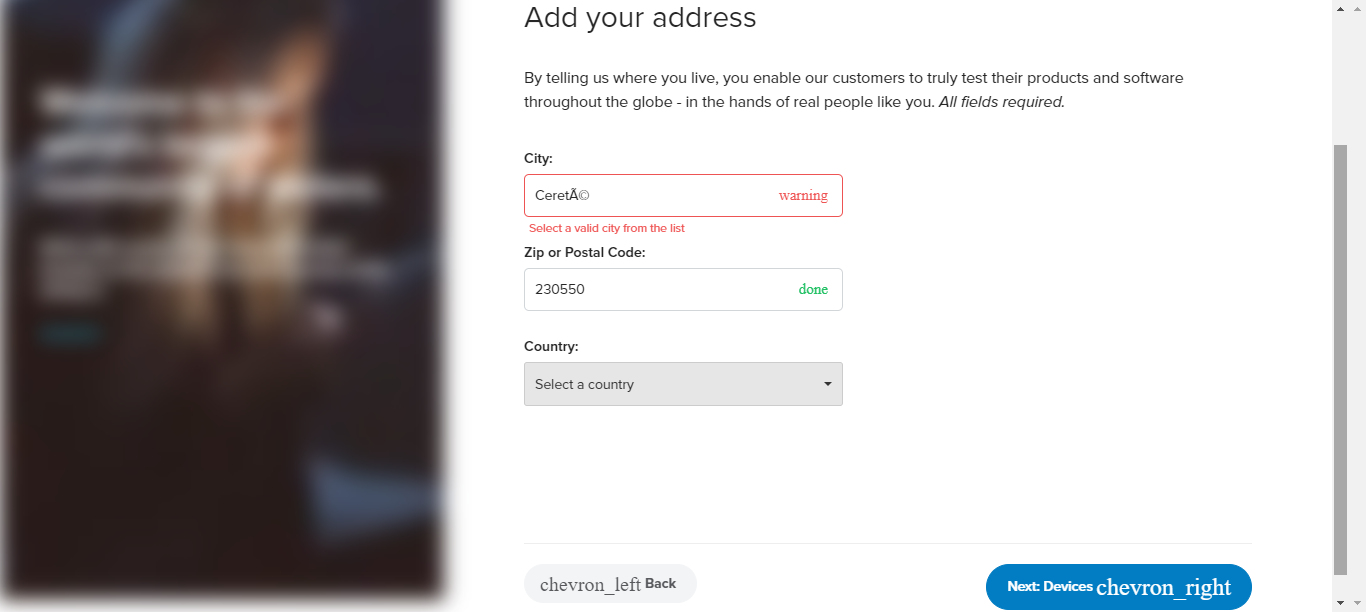 Add your address
By telling us where you live, you enable our customers to truly test their products and software
throughout the globe - in the hands of real people like you. All fields required.
City:
CeretÃ©
warning
Select a valid city from the list
Zip or Postal Code:
230550
done
Country:
Select a country
chevron_left Back
Next: Devices chevron_right